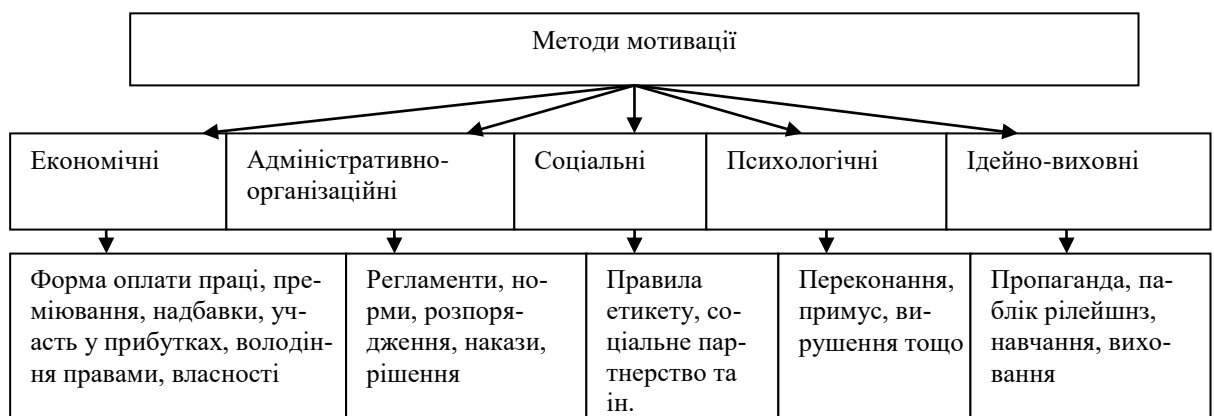 Методи мотивації
Економічні
Адміністративно-
організаційні
Соціальні
Психологічні
Ідейно-виховні
Форма оплати праці, пре-
міювання, надбавки, уч-
асть у прибутках, володін-
ня правами, власності
Регламенти, но-
рми, розпоря-
дження, накази,
рішення
Правила
етикету, со-
ціальне пар-
тнерство та
ін.
Переконання,
примус, ви-
рушення тощо
Пропаганда, па-
блік рілейшнз,
навчання, вихо-
вання